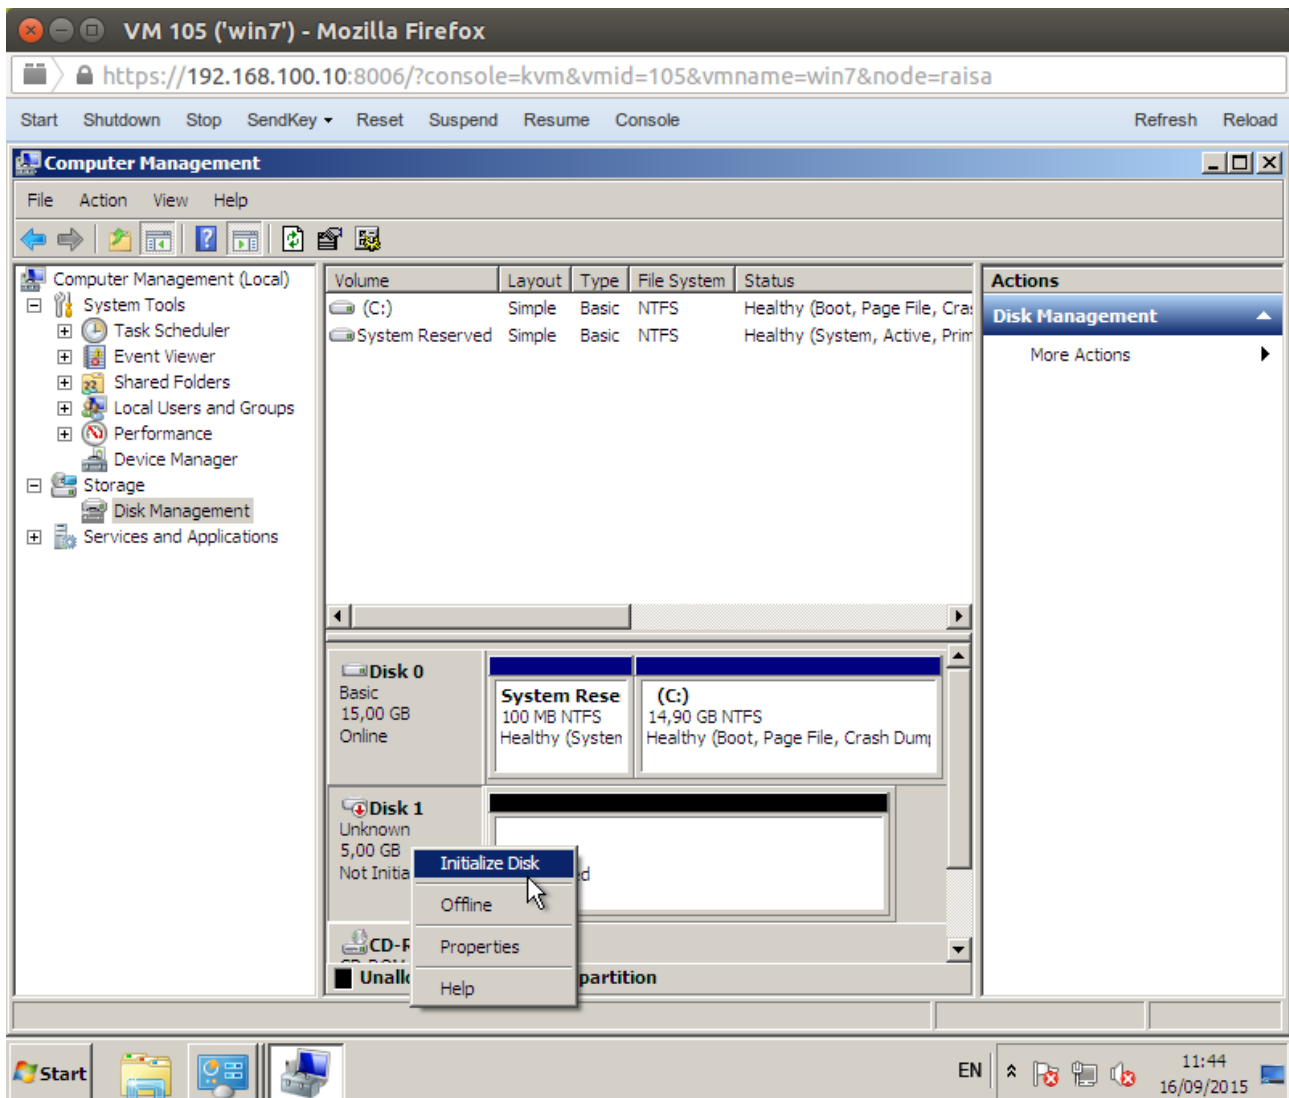 VM 105 ('win7') - Mozilla Firefox
https://192.168.100.10:8006/?console=kvm&vmid=105&vmname=win7&node=raisa
Start Shutdown Stop SendKey Reset Suspend Resume Console Refresh Reload
Computer Management
File Action View Help
Computer Management (Local)
System Tools
Task Scheduler
Event Viewer
Shared Folders
Local Users and Groups
Performance
Device Manager
Storage
Disk Management
Services and Applications
Volume Layout Type File System Status
(C:) Simple Basic NTFS Healthy (Boot, Page File, Cras
System Reserved Simple Basic NTFS Healthy (System, Active, Prim
Actions
Disk Management
More Actions
Disk 0
Basic
15,00 GB
Online
System Rese
100 MB NTFS
Healthy (System
(C:)
14,90 GB NTFS
Healthy (Boot, Page File, Crash Dum
Disk 1
Unknown
5,00 GB
Not Initia
ed
Initialize Disk
Offline
Properties
Help
CD-R
Unallo
partition
Start
EN
11:44
16/09/2015